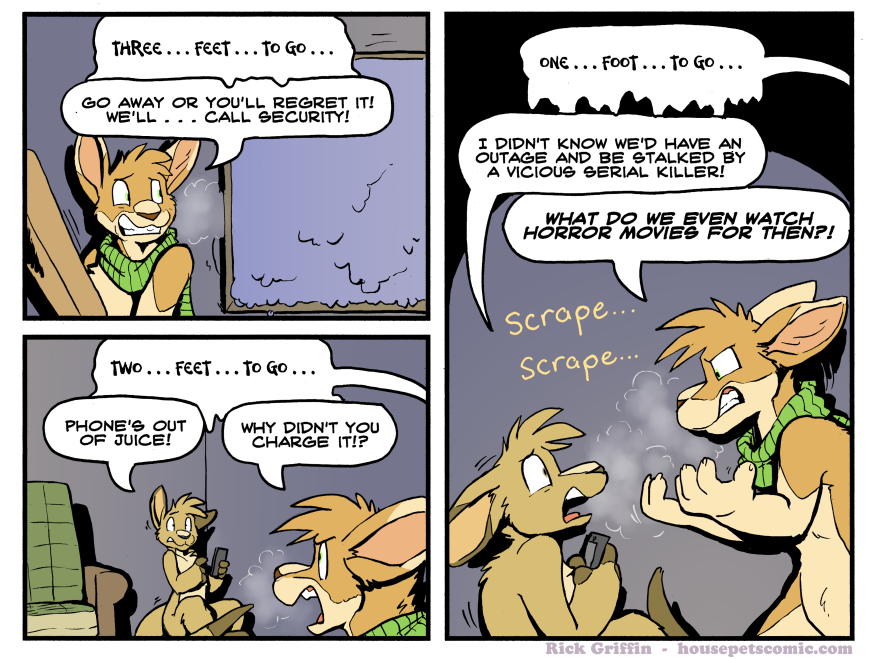 THREE...FEET...TO GO...
GO AWAY OR YOU'LL REGRET IT!
WE'LL . . . CALL SECURITY!
TWO...FEET...TO GO...
PHONE'S OUT
OF JUICE!
WHY DIDN'T YOU
CHARGE IT!?
ONE...FOOT...TO GO...
I DIDN'T KNOW WE'D HAVE AN
OUTAGE AND BE STALKED BY
A VICIOUS SERIAL KILLER!
WHAT DO WE EVEN WATCH
HORROR MOVIES FOR THEN?!
Scrape...
Scrape...
Rick Griffin - housepetscomic.com